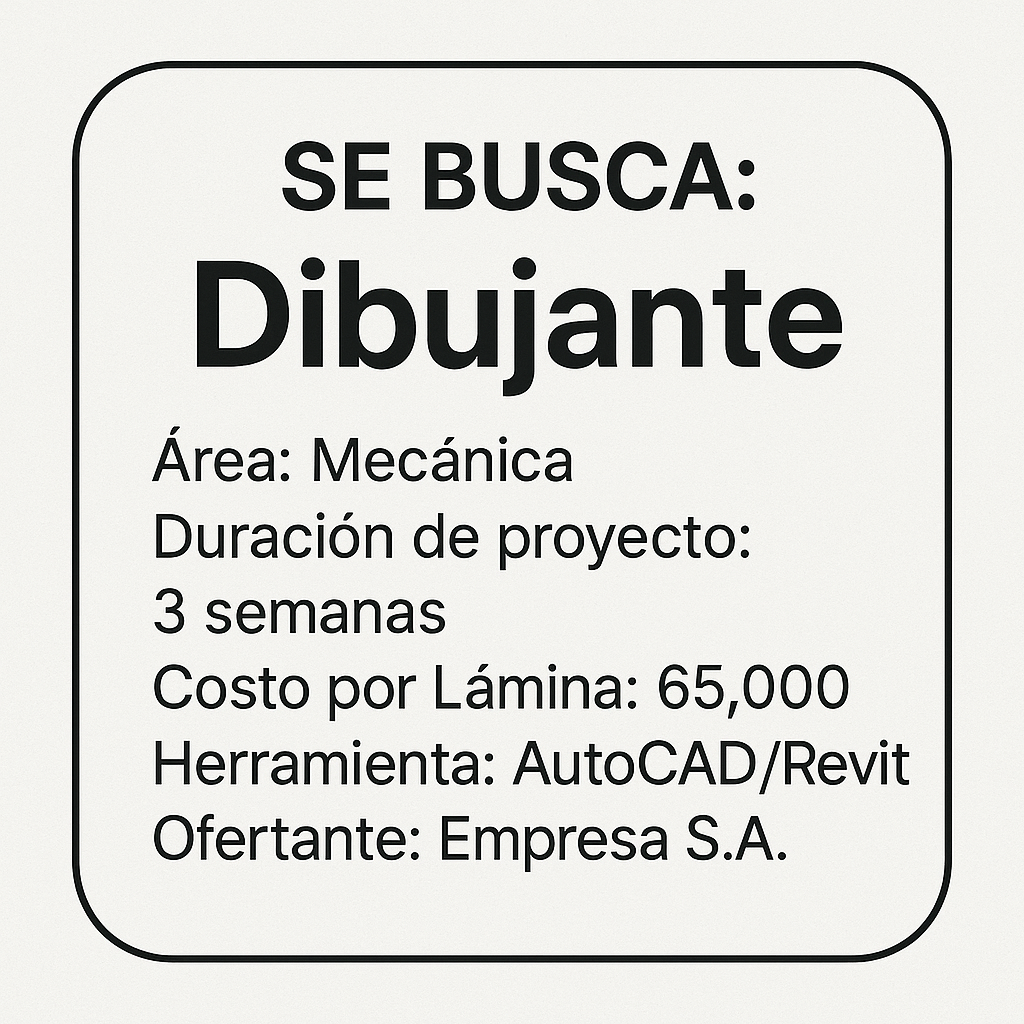 SE BUSCA:
Dibujante
Área: Mecánica
Duración de proyecto:
3 semanas
Costo por Lámina: 65,000
Herramienta: AutoCAD/Revit
Ofertante: Empresa S.A.